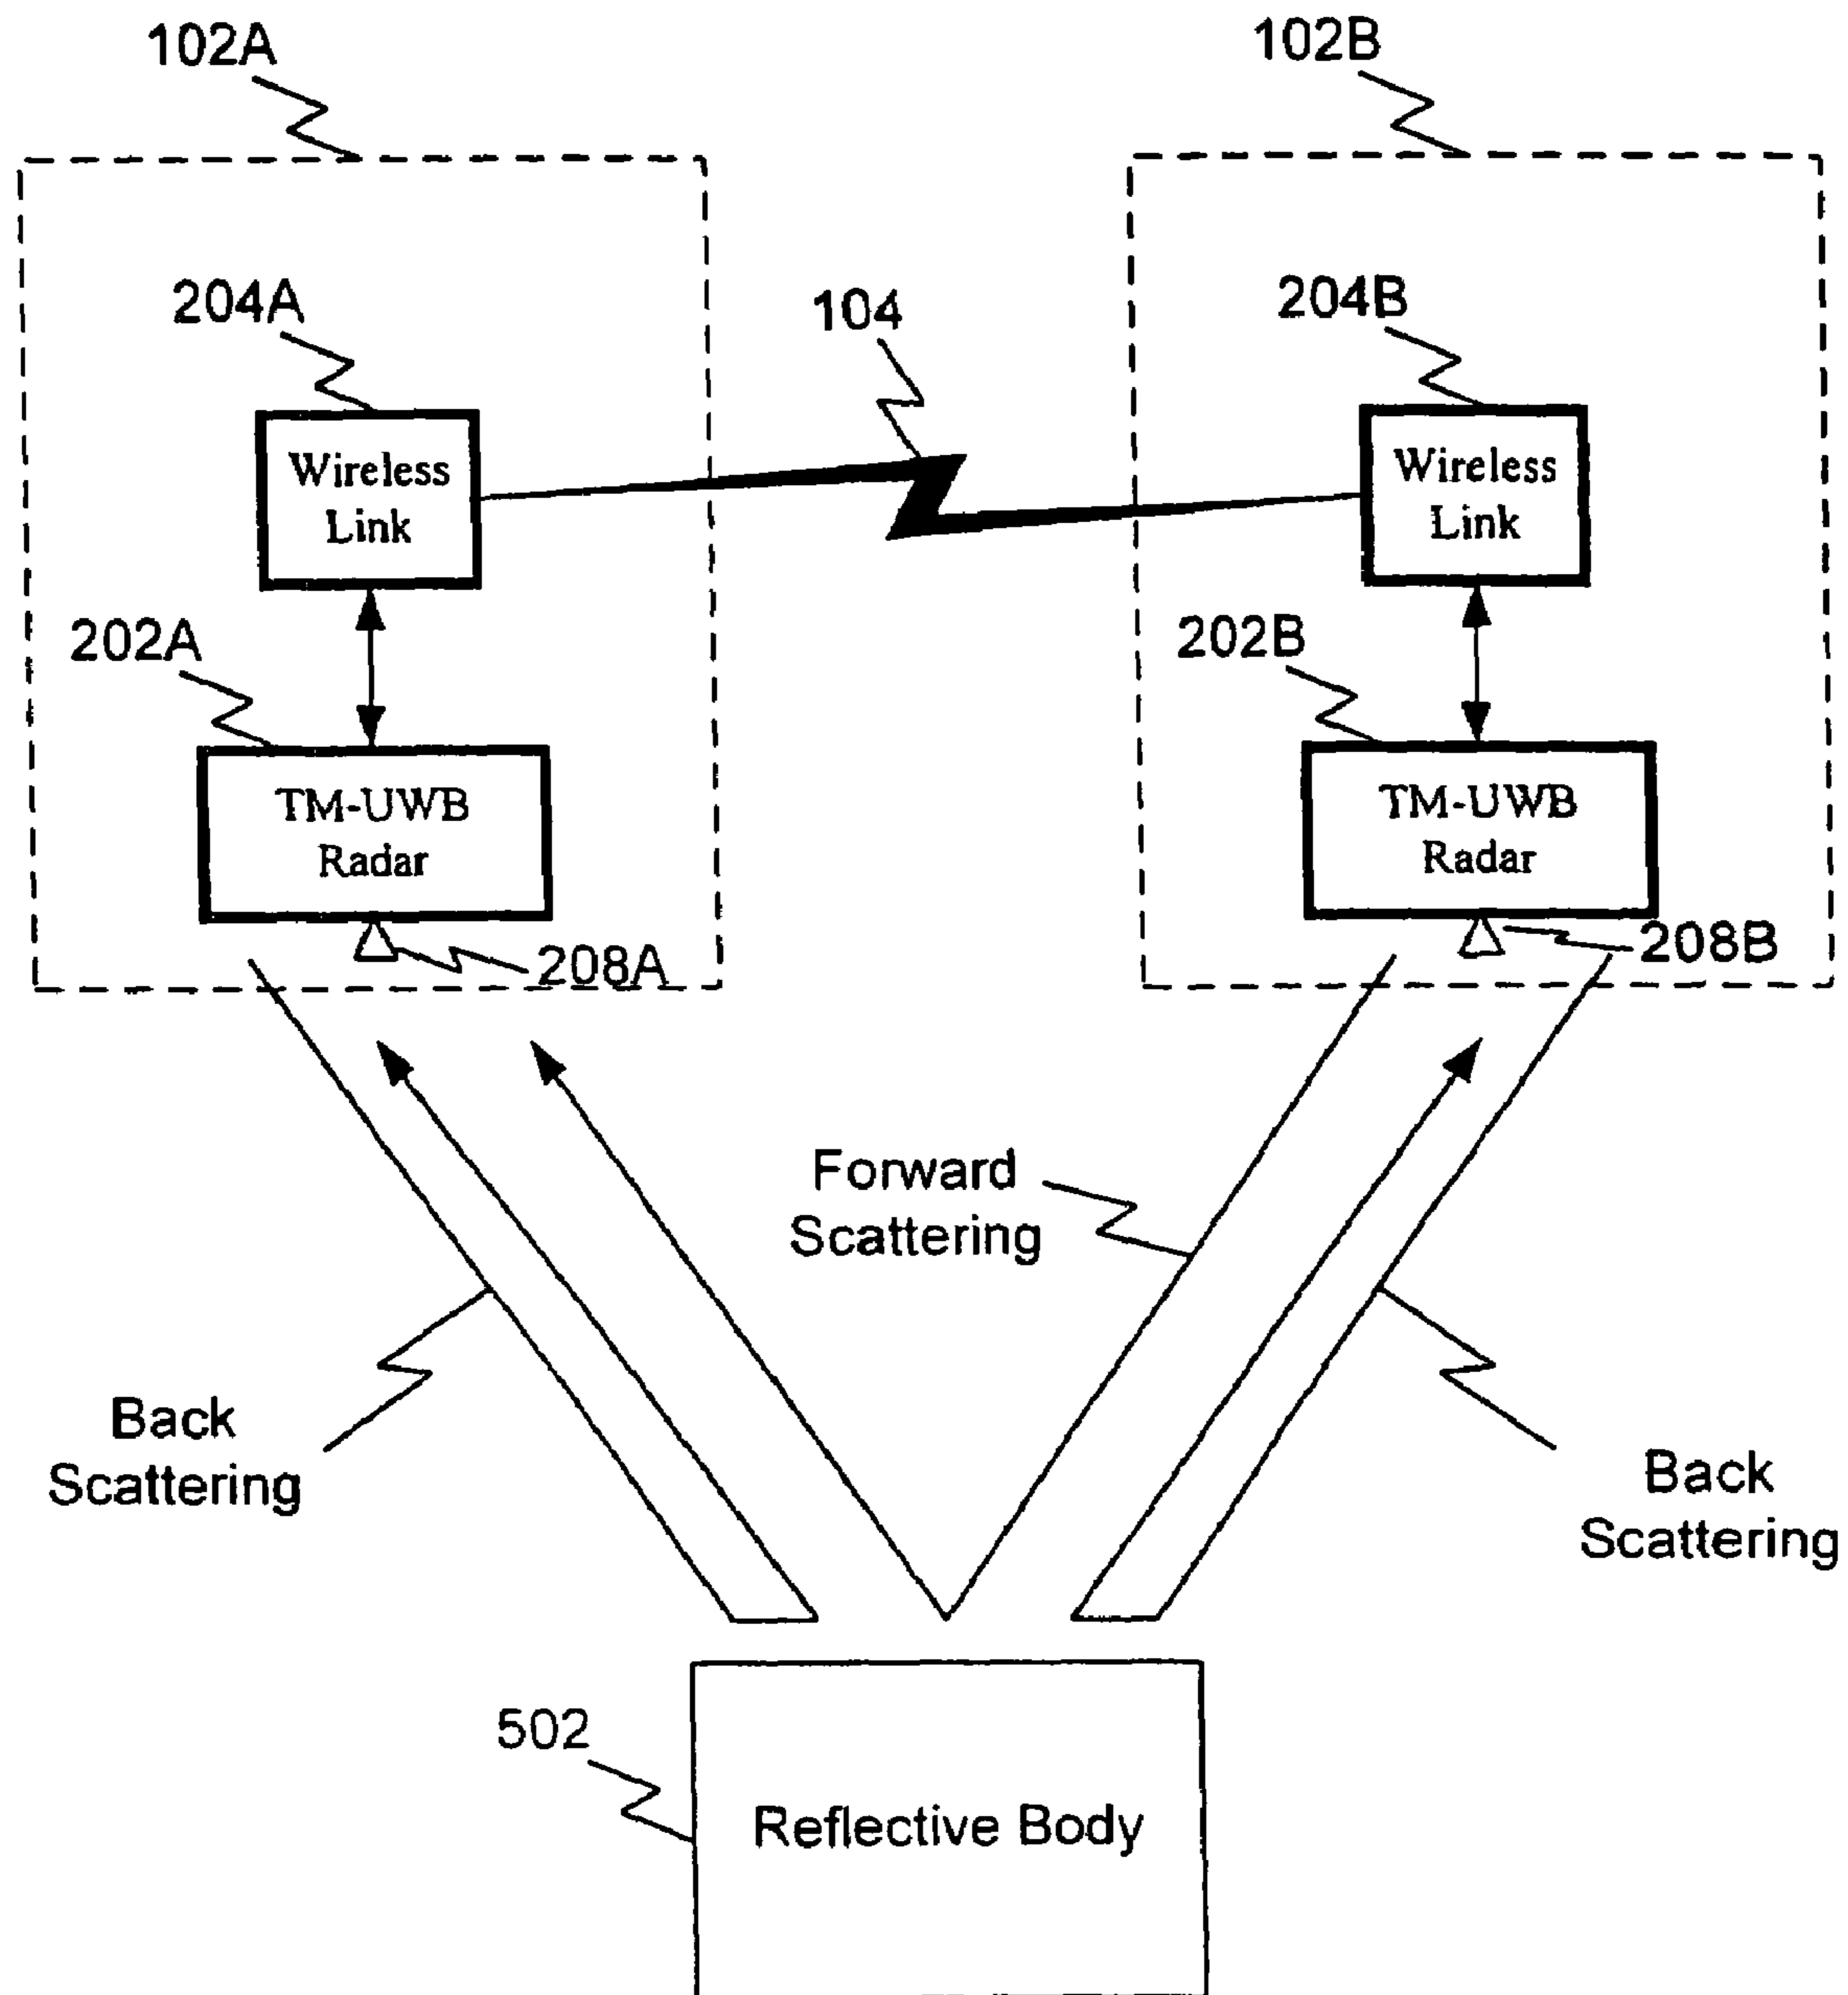 102A
102B
204A
104
204B
Wireless
Link
Wireless
Link
202A
202B
TM-UWB
Radar
TM-UWB
Radar
208A
208B
Forward
Scattering
Back
Scattering
Back
Scattering
502
Reflective Body